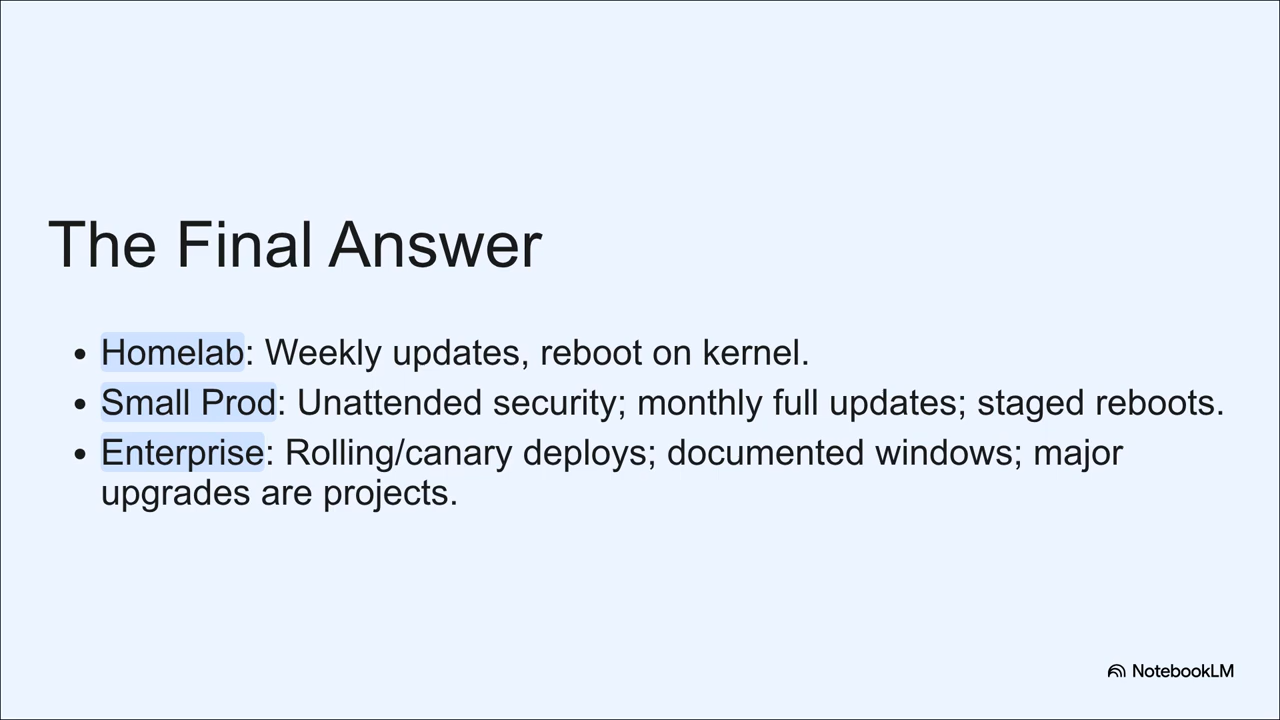 The Final Answer
• Homelab: Weekly updates, reboot on kernel.
• Small Prod: Unattended security; monthly full updates; staged reboots.
• Enterprise: Rolling/canary deploys; documented windows; major
upgrades are projects.
NotebookLM